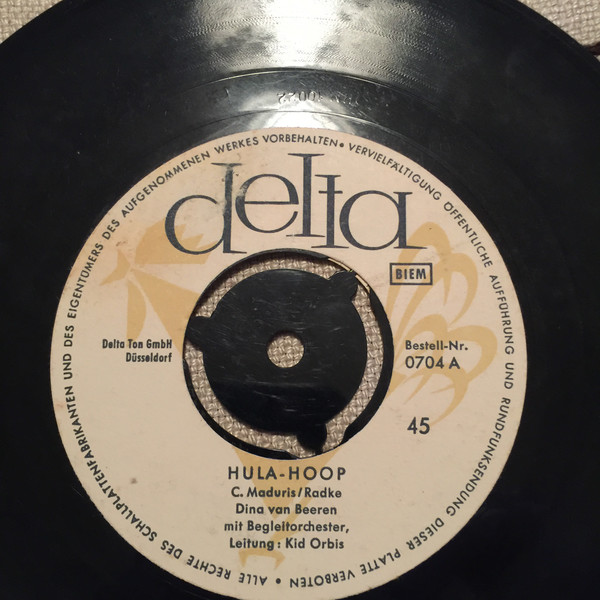 ALLE RECHTE DES SCHALLPLATTENFABRIKANTEN UND DES EIGENTÜMERS DES AUFGENOMMENEN WERKES VORBEHALTEN • VERVIELFÄLTIGUNG ÖFFENTLICHE AUFFÜHRUNG UND RUNDFUNKSENDUNG DIESER PLATTE VERBOTEN •
delta
BIEM
Delta Ton GmbH
Düsseldorf
Bestell-Nr.
0704 A
45
HULA-HOOP
C. Maduris/Radke
Dina van Beeren
mit Begleitorchester,
Leitung: Kid Orbis